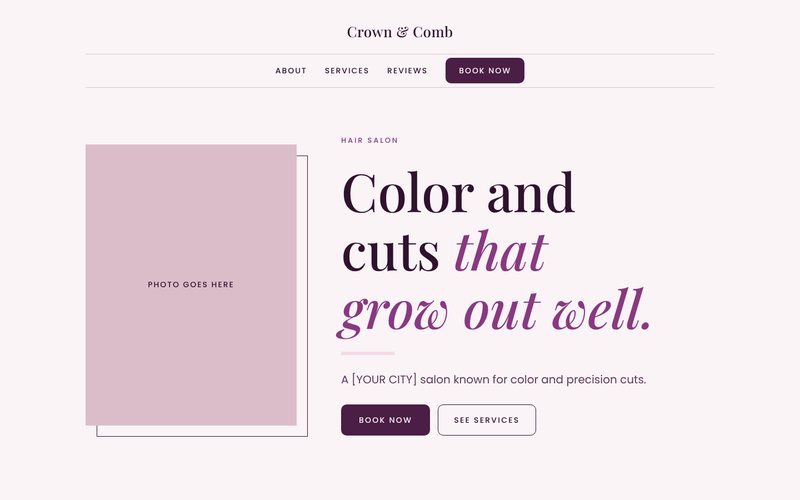 Crown & Comb
ABOUT SERVICES REVIEWS BOOK NOW
HAIR SALON
Color and
cuts that
grow out well.
PHOTO GOES HERE
A [YOUR CITY] salon known for color and precision cuts.
BOOK NOW SEE SERVICES